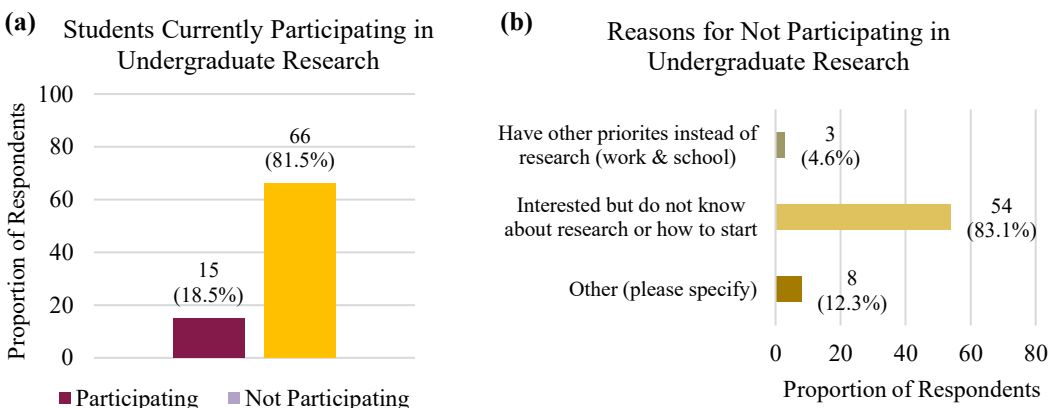 (a)
Students Currently Participating in
Undergraduate Research
Proportion of Respondents
100
80
60
40
20
0
15
(18.5%)
66
(81.5%)
Participating
Not Participating
(b)
Reasons for Not Participating in
Undergraduate Research
Have other priorites instead of
research (work & school)
3
(4.6%)
Interested but do not know
about research or how to start
54
(83.1%)
Other (please specify)
8
(12.3%)
0
20
40
60
80
Proportion of Respondents